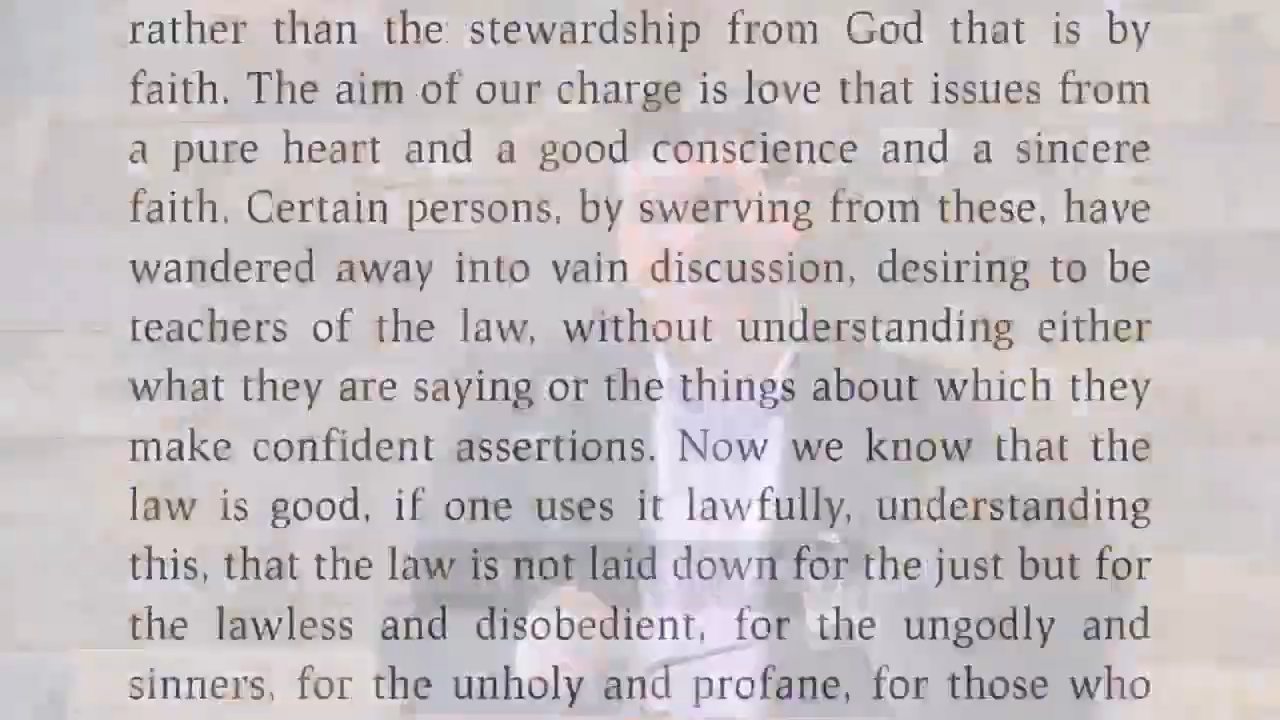 rather than the stewardship from God that is by
faith. The aim of our charge is love that issues from
a pure heart and a good conscience and a sincere
faith. Certain persons, by swerving from these, have
wandered away into vain discussion, desiring to be
teachers of the law, without understanding either
what they are saying or the things about which they
make confident assertions. Now we know that the
law is good, if one uses it lawfully, understanding
this, that the law is not laid down for the just but for
the lawless and disobedient, for the ungodly and
sinners, for the unholy and profane, for those who